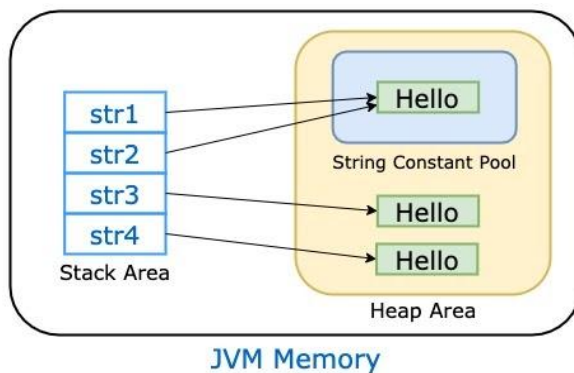 str1
str2
str3
str4
Stack Area
Hello
String Constant Pool
Hello
Hello
Heap Area
JVM Memory